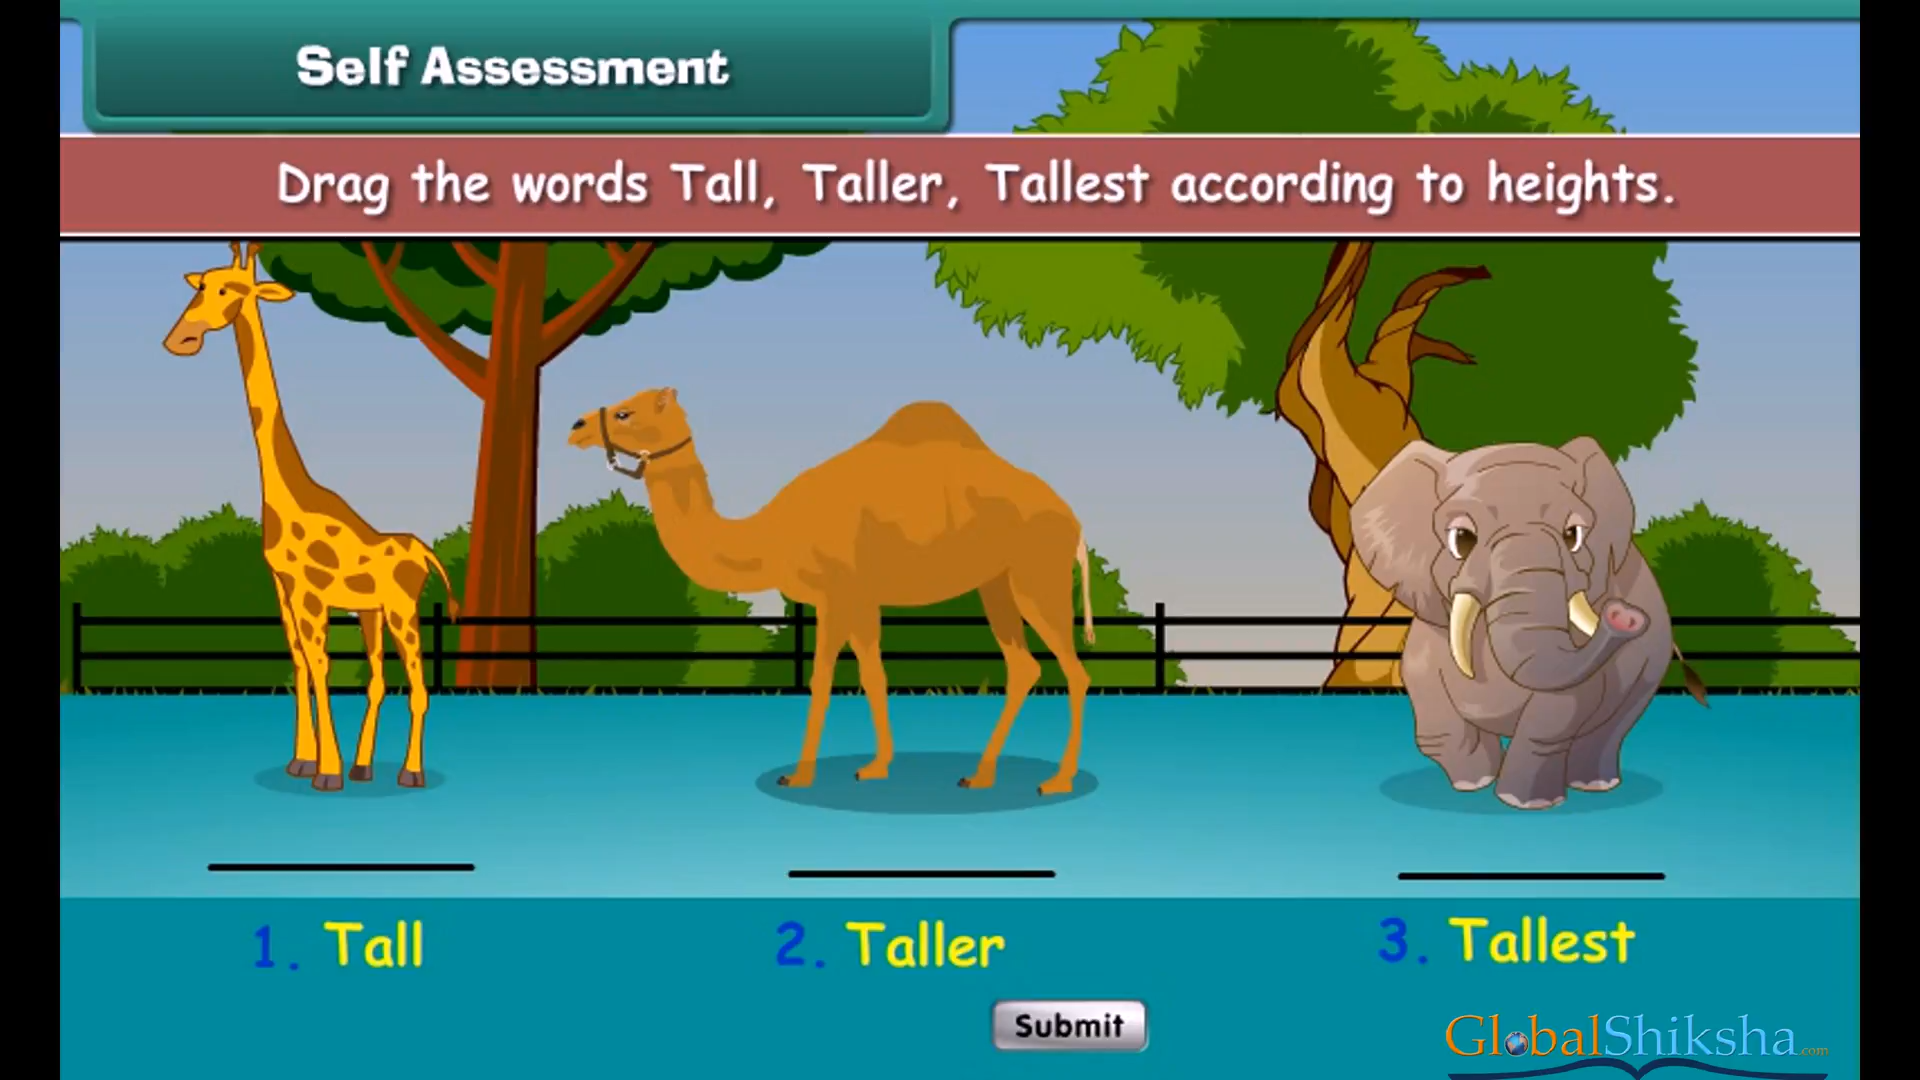 Self Assessment
Drag the words Tall, Taller, Tallest according to heights.
1. Tall
2. Taller
3. Tallest
Submit
GlobalShiksha.com